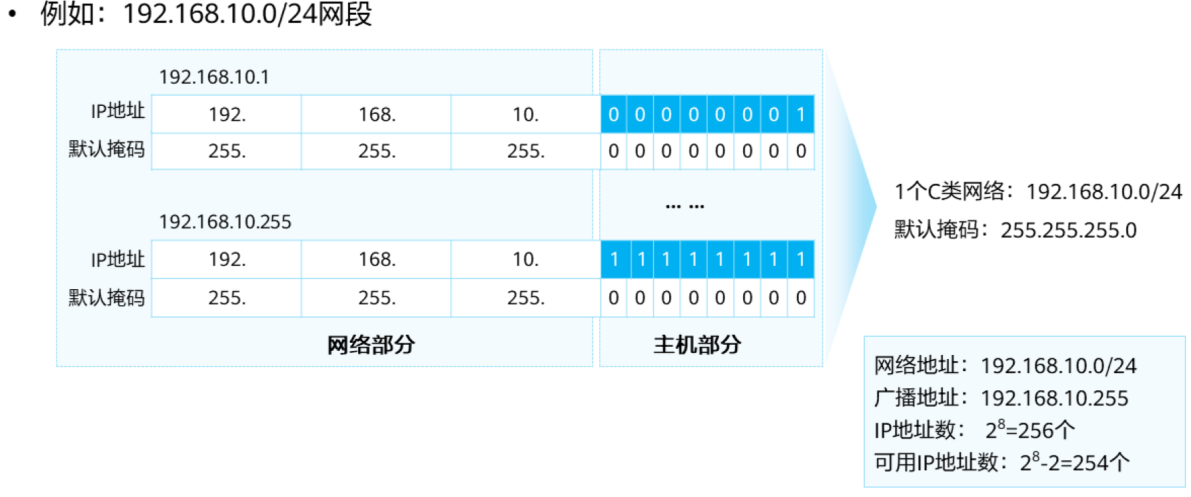 • 例如：192.168.10.0/24网段
192.168.10.1
IP地址 192. 168. 10. 0 0 0 0 0 0 0 1
默认掩码 255. 255. 255. 0 0 0 0 0 0 0 0
... ...
192.168.10.255
IP地址 192. 168. 10. 1 1 1 1 1 1 1 1
默认掩码 255. 255. 255. 0 0 0 0 0 0 0 0
网络部分 主机部分
1个C类网络：192.168.10.0/24
默认掩码：255.255.255.0
网络地址：192.168.10.0/24
广播地址：192.168.10.255
IP地址数： 2⁸=256个
可用IP地址数：2⁸-2=254个